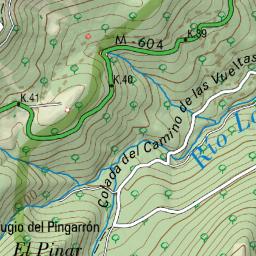 M-604
K.39
K.40
K.41
Colada del Camino de las Vueltas
Río Lo
ugio del Pingarrón
El Pinar